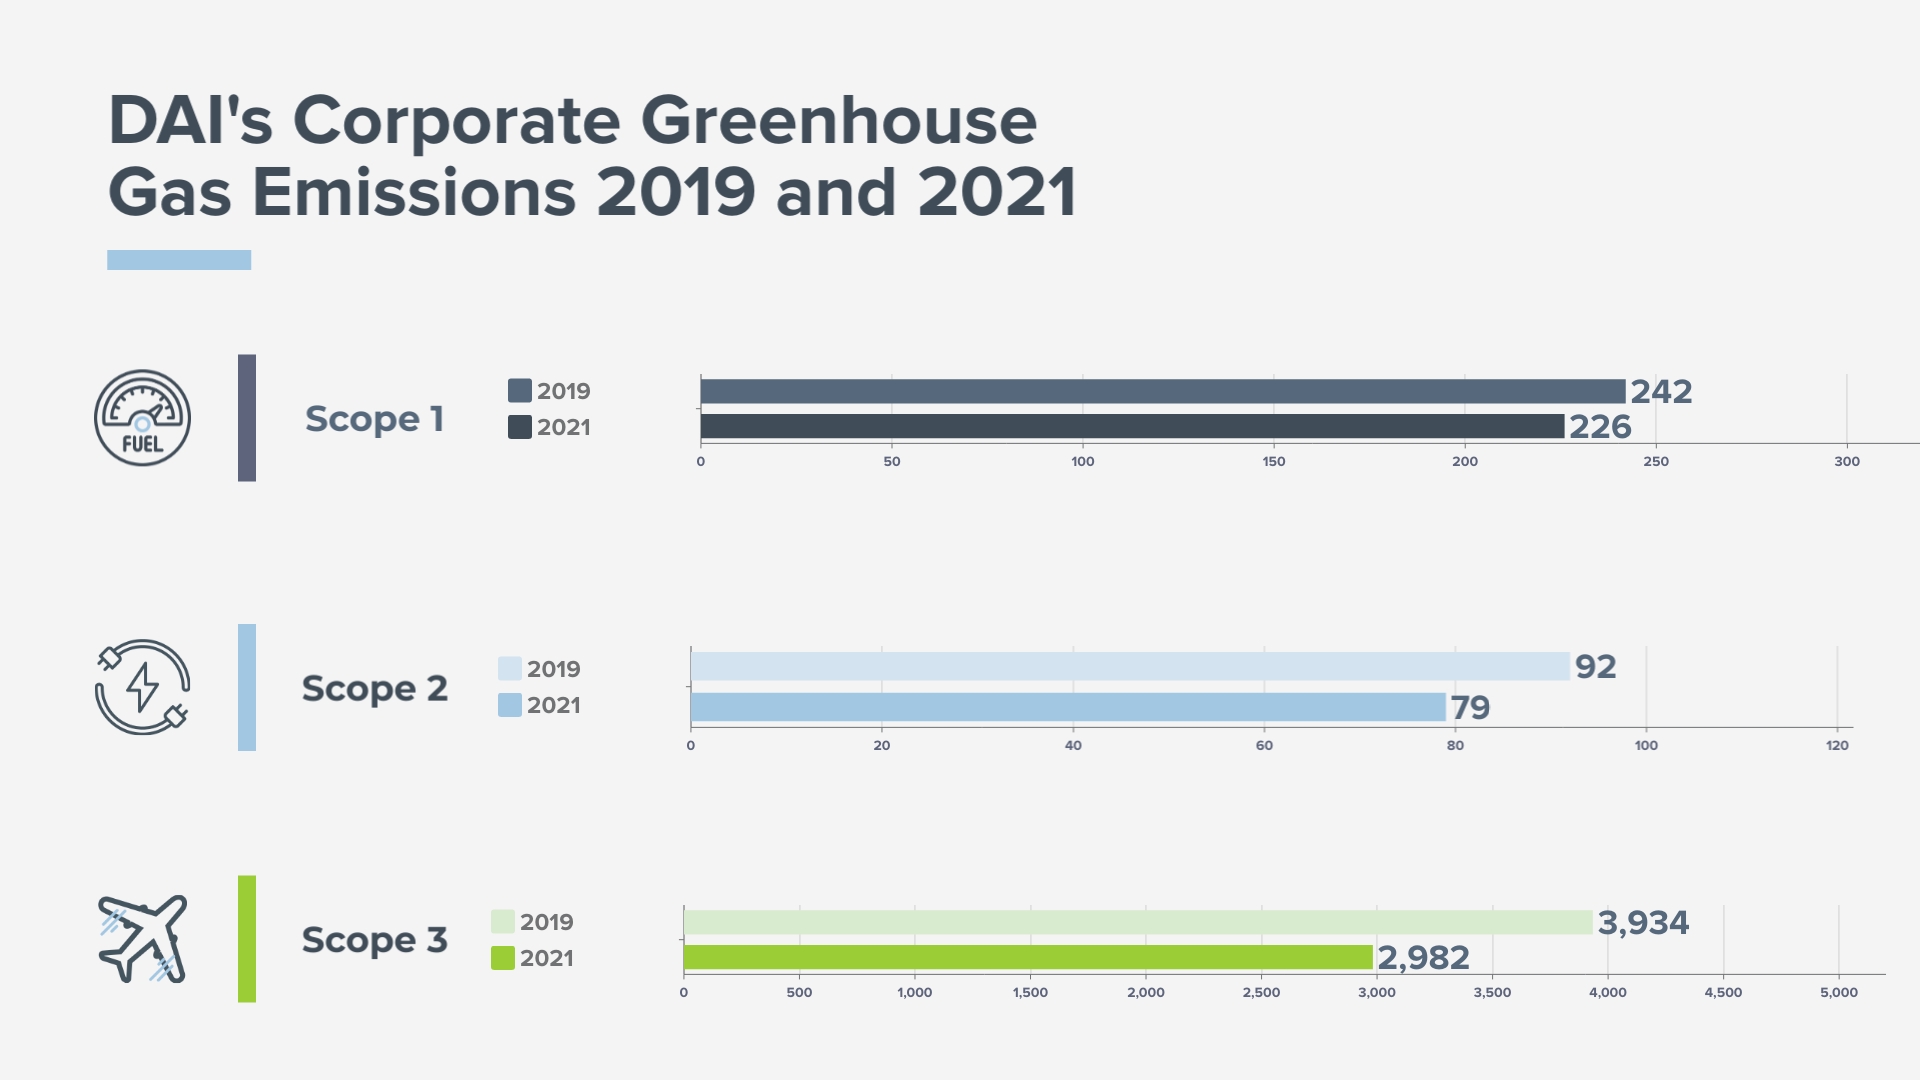 DAI's Corporate Greenhouse
Gas Emissions 2019 and 2021
FUEL
Scope 1
2019
2021
242
226
0 50 100 150 200 250 300
Scope 2
2019
2021
92
79
0 20 40 60 80 100 120
Scope 3
2019
2021
3,934
2,982
0 500 1,000 1,500 2,000 2,500 3,000 3,500 4,000 4,500 5,000